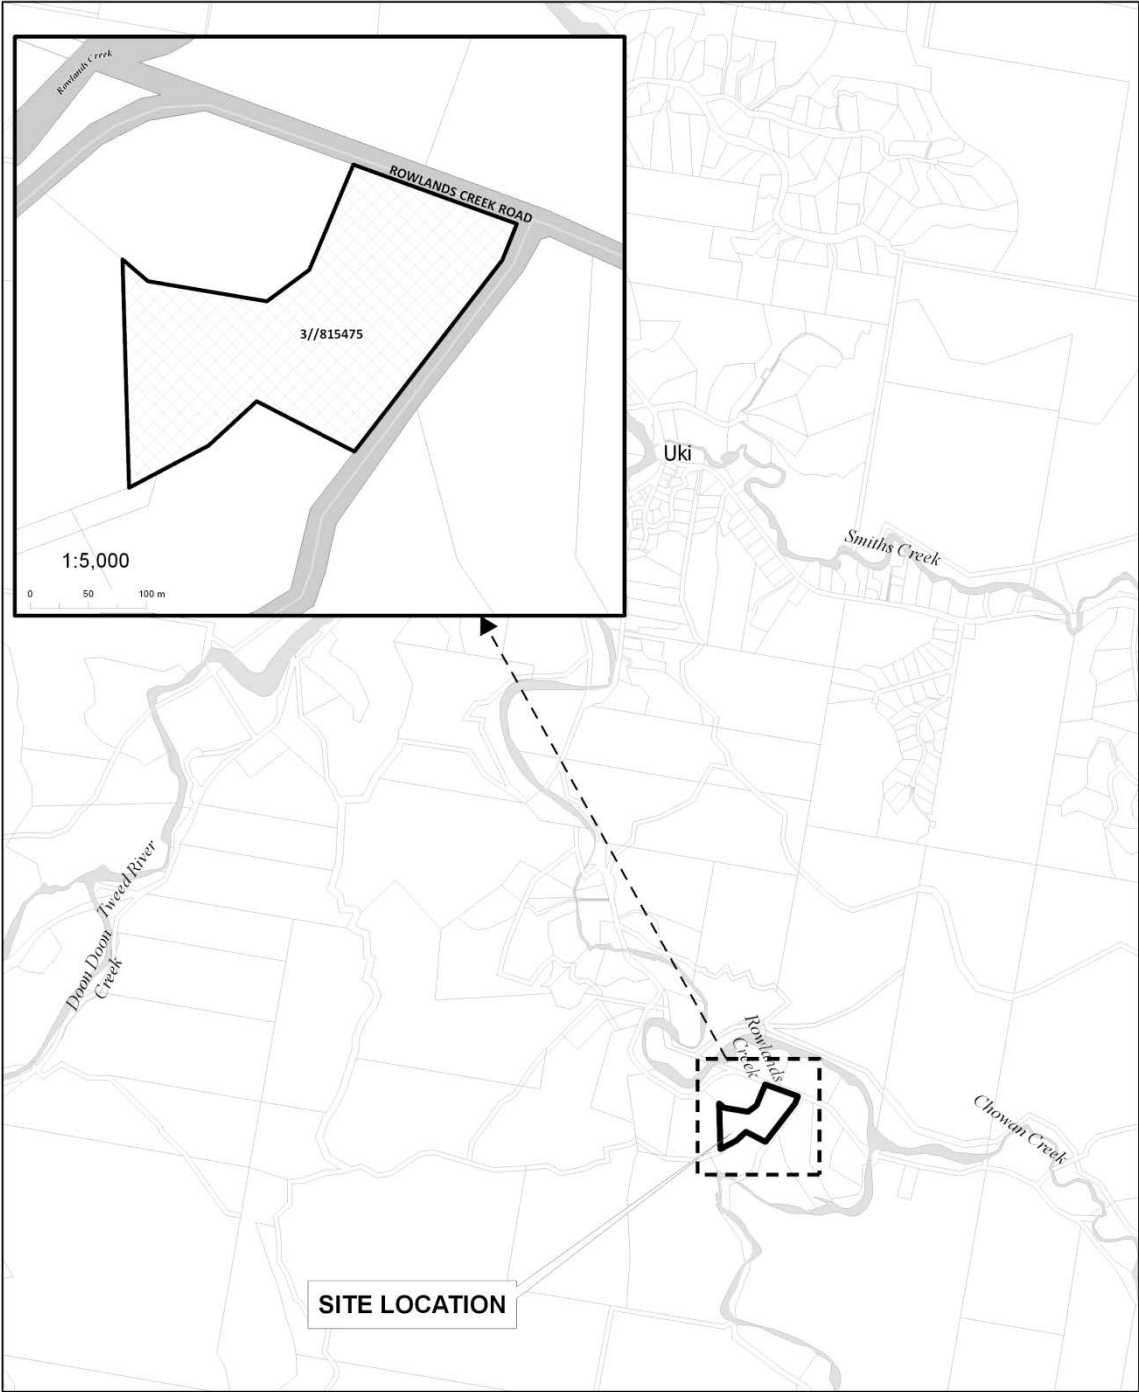 Rowlands Creek
ROWLANDS CREEK ROAD
3//815475
1:5,000
0 50 100 m
Uki
Smiths Creek
Tweed River
Doon Doon
Creek
Rowlands
Creek
Chowan Creek
SITE LOCATION